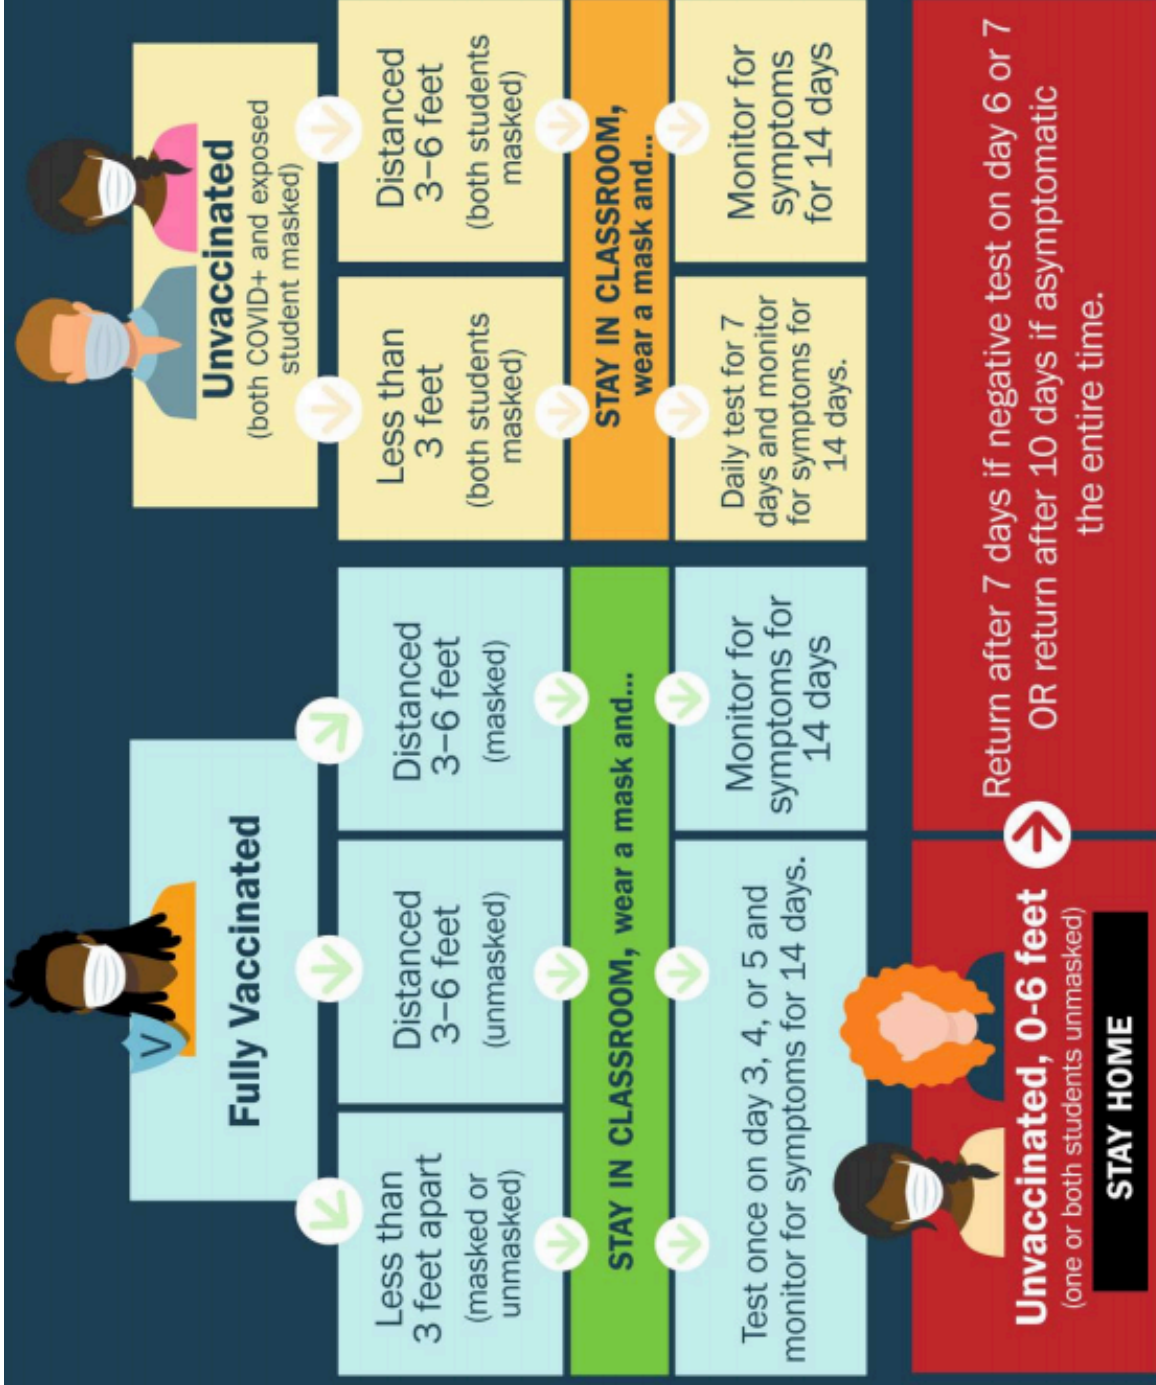 V
Fully Vaccinated
Less than
3 feet apart
(masked or
unmasked)
Distanced
3–6 feet
(unmasked)
Distanced
3–6 feet
(masked)
STAY IN CLASSROOM, wear a mask and...
Test once on day 3, 4, or 5 and
monitor for symptoms for 14 days.
Monitor for
symptoms for
14 days
Unvaccinated
(both COVID+ and exposed
student masked)
Less than
3 feet
(both students
masked)
Distanced
3–6 feet
(both students
masked)
STAY IN CLASSROOM,
wear a mask and...
Daily test for 7
days and monitor
for symptoms for
14 days.
Monitor for
symptoms
for 14 days
Unvaccinated, 0-6 feet
(one or both students unmasked)
STAY HOME
Return after 7 days if negative test on day 6 or 7
OR return after 10 days if asymptomatic
the entire time.